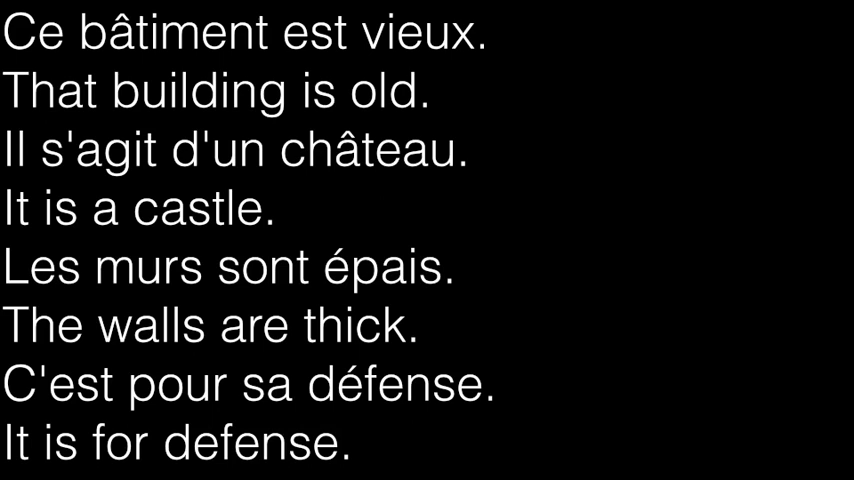 Ce bâtiment est vieux.
That building is old.
Il s'agit d'un château.
It is a castle.
Les murs sont épais.
The walls are thick.
C'est pour sa défense.
It is for defense.